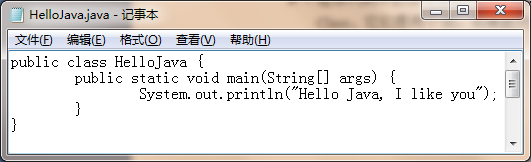 HelloJava.java - 记事本
文件(F) 编辑(E) 格式(O) 查看(V) 帮助(H)
public class HelloJava {
        public static void main(String[] args) {
                System.out.println("Hello Java, I like you");
        }
}